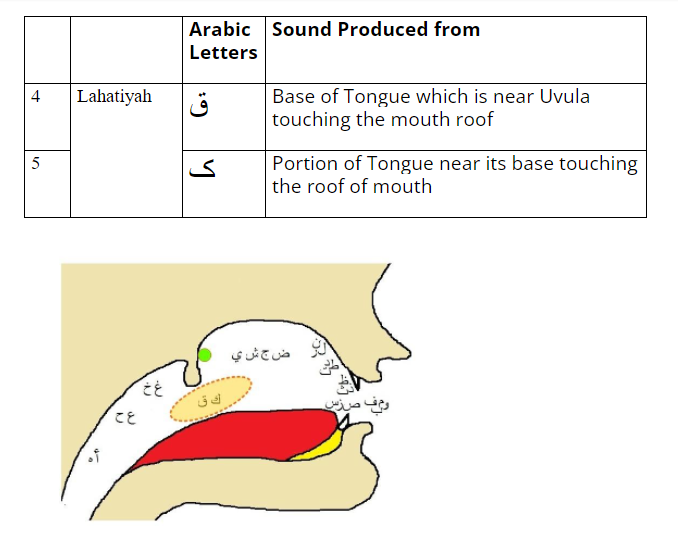 Arabic Letters Sound Produced from
4 Lahatiyah ق Base of Tongue which is near Uvula
touching the mouth roof
5 ک Portion of Tongue near its base touching
the roof of mouth
ض ج ش ي
غ خ
ك ق
ص ز س
ع ح
أ ه